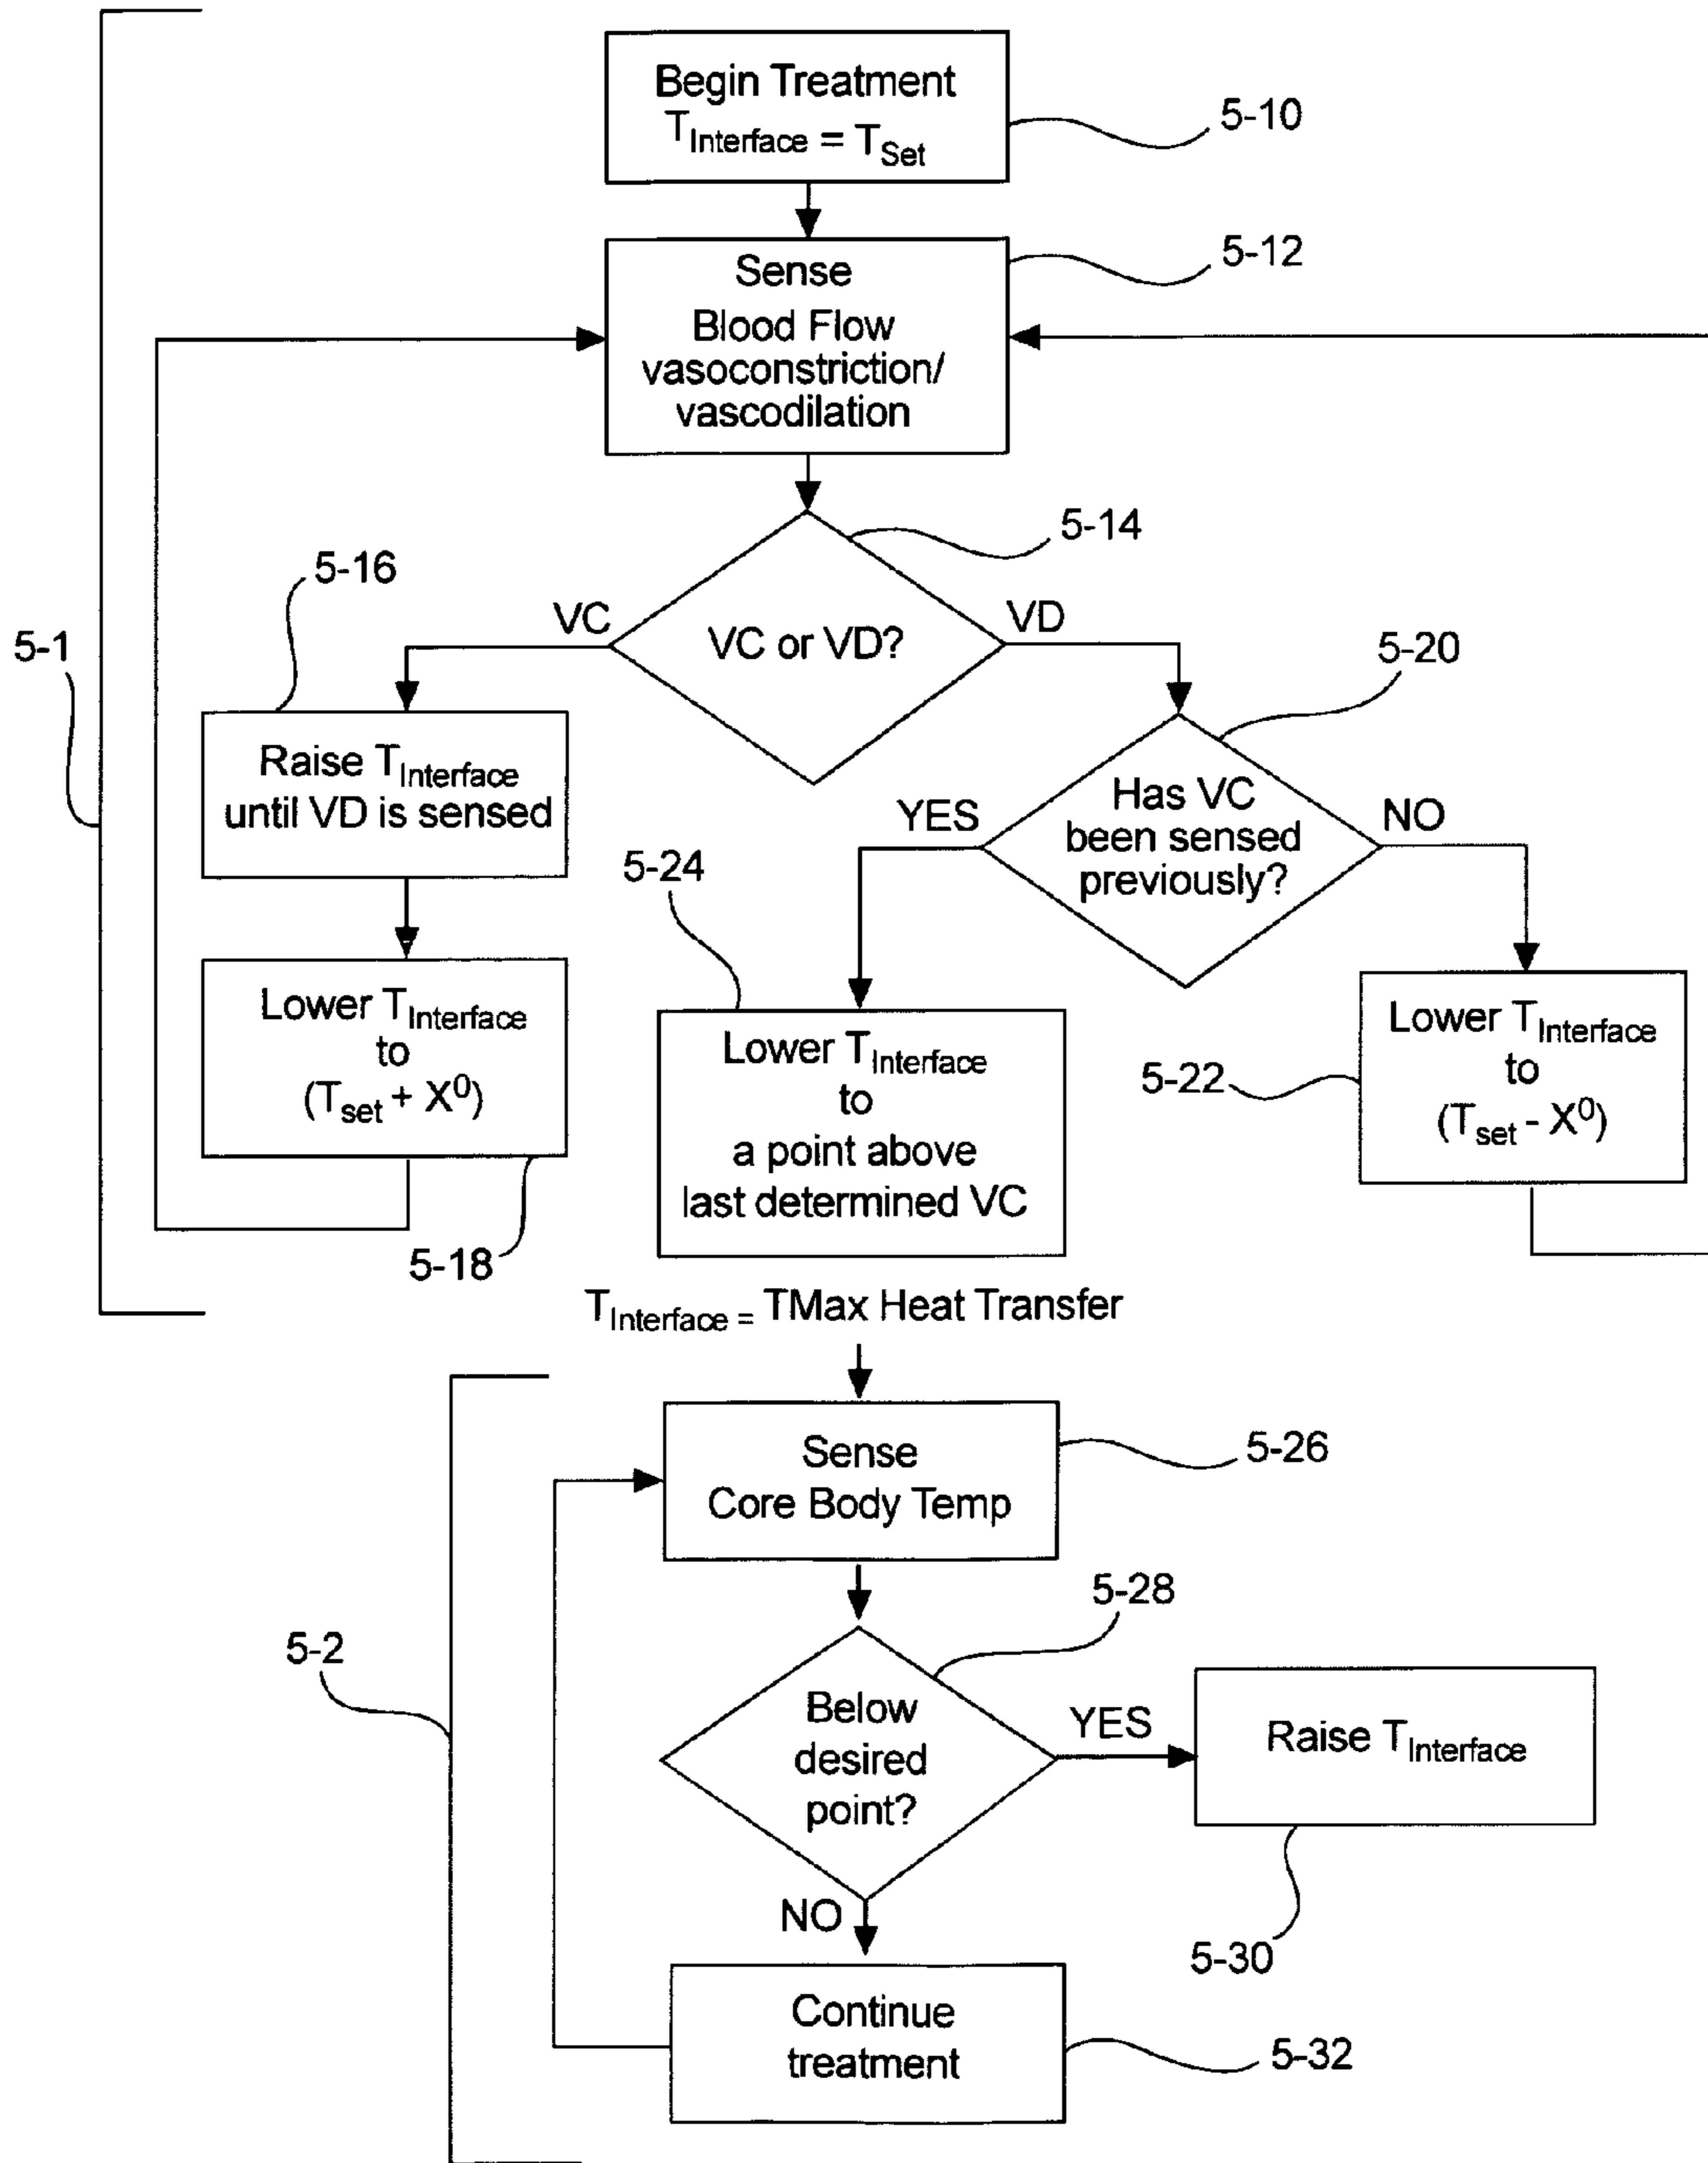 Begin Treatment
TInterface = TSet
5-10
Sense
Blood Flow
vasoconstriction/
vascodilation
5-12
5-14
VC or VD?
VC
VD
5-16
5-1
5-20
Raise TInterface
until VD is sensed
Has VC
been sensed
previously?
YES
NO
5-24
Lower TInterface
to
(Tset + X0)
5-18
Lower TInterface
to
a point above
last determined VC
5-22
Lower TInterface
to
(Tset - X0)
TInterface = TMax Heat Transfer
Sense
Core Body Temp
5-26
5-28
5-2
Below
desired
point?
YES
Raise TInterface
NO
5-30
Continue
treatment
5-32